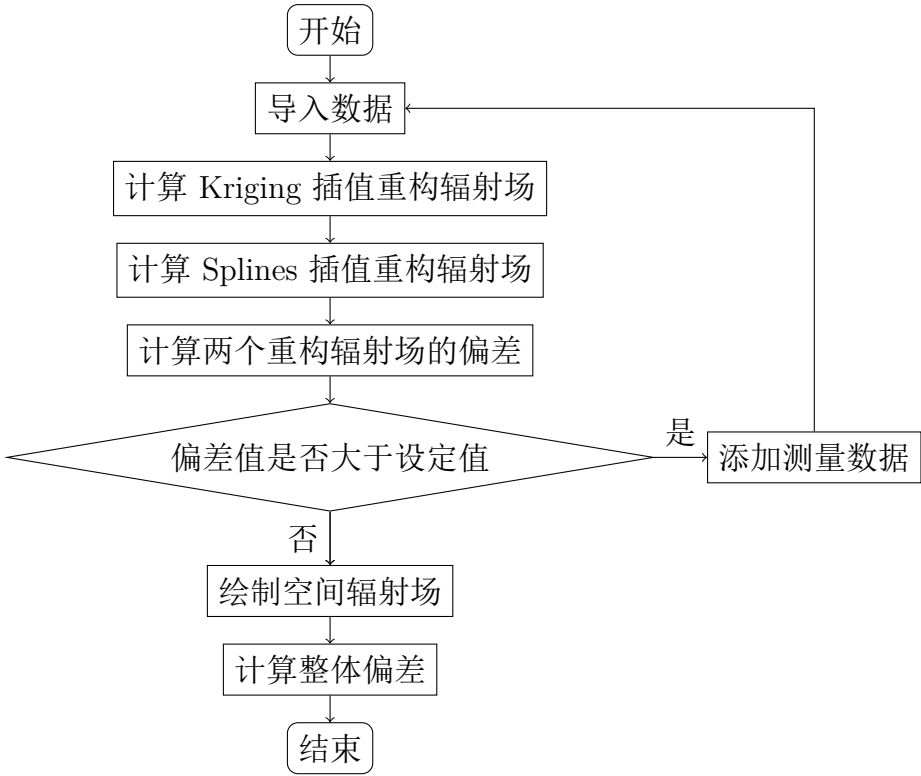 开始
导入数据
计算 Kriging 插值重构辐射场
计算 Splines 插值重构辐射场
计算两个重构辐射场的偏差
偏差值是否大于设定值
是
添加测量数据
否
绘制空间辐射场
计算整体偏差
结束